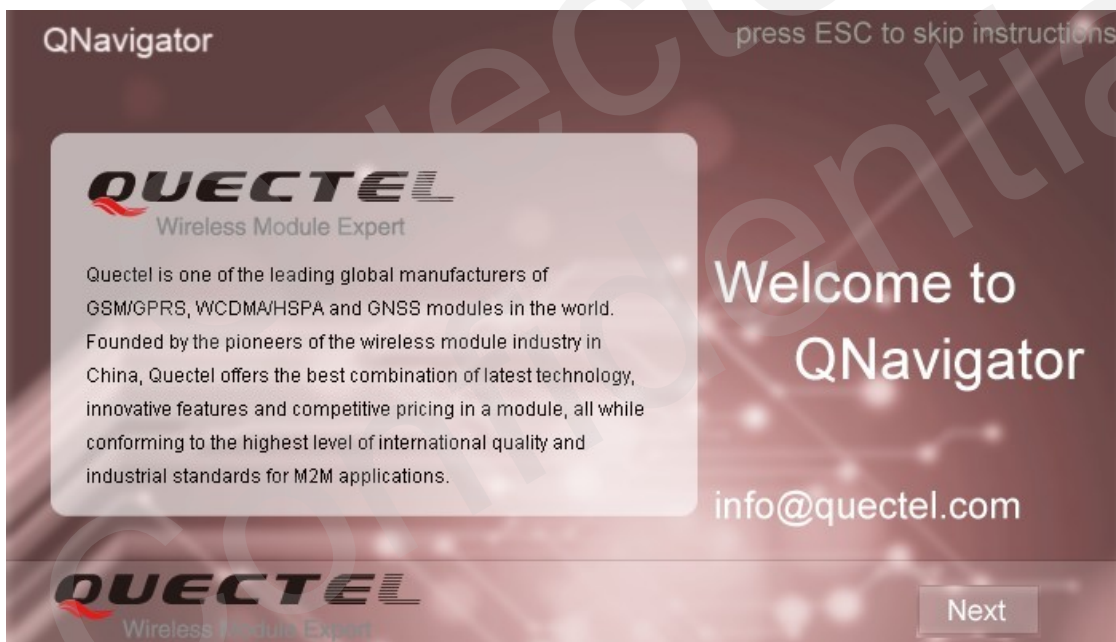 QNavigator
press ESC to skip instructions
QUECTEL
Wireless Module Expert
Quectel is one of the leading global manufacturers of
GSM/GPRS, WCDMA/HSPA and GNSS modules in the world.
Founded by the pioneers of the wireless module industry in
China, Quectel offers the best combination of latest technology,
innovative features and competitive pricing in a module, all while
conforming to the highest level of international quality and
industrial standards for M2M applications.
Welcome to
QNavigator
info@quectel.com
QUECTEL
Wireless Module Expert
Next